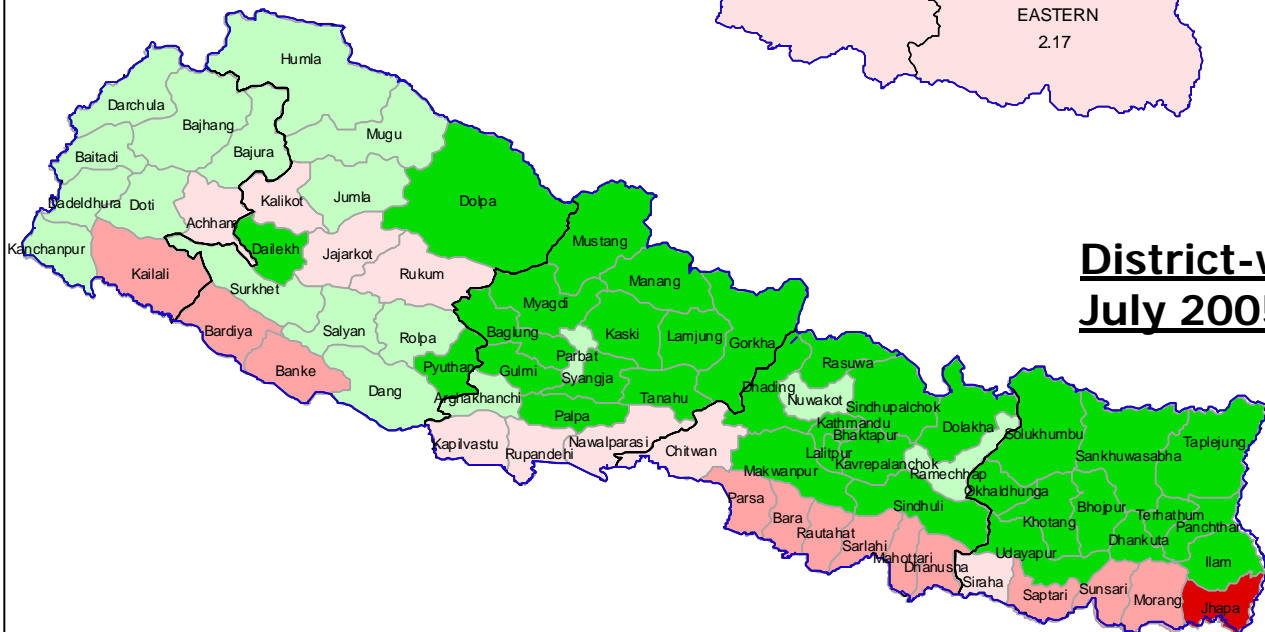 EASTERN
2.17
Humla
Darchula
Bajhang
Mugu
Baitadi
Bajura
Dadeldhura
Doti
Achham
Kalikot
Jumla
Dolpa
Kanchanpur
Kailali
Dailekh
Jajarkot
Rukum
Mustang
District-w
July 2005
Surkhet
Manang
Bardiya
Salyan
Rolpa
Myagdi
Baglung
Kaski
Lamjung
Gorkha
Banke
Dang
Pyuthan
Gulmi
Parbat
Syangja
Rasuwa
Arghakhanchi
Tanahu
Dhading
Nuwakot
Sindhupalchok
Palpa
Kathmandu
Bhaktapur
Dolakha
Solukhumbu
Taplejung
Kapilvastu
Rupandehi
Nawalparasi
Chitwan
Lalitpur
Kavrepalanchok
Sankhuwasabha
Makwanpur
Ramechhap
Parsa
Okhaldhunga
Bara
Sindhuli
Bhojpur
Terhathum
Rautahat
Khotang
Panchthar
Sarlahi
Dhankuta
Mahottari
Udayapur
Dhanusha
Ilam
Siraha
Saptari
Sunsari
Morang
Jhapa